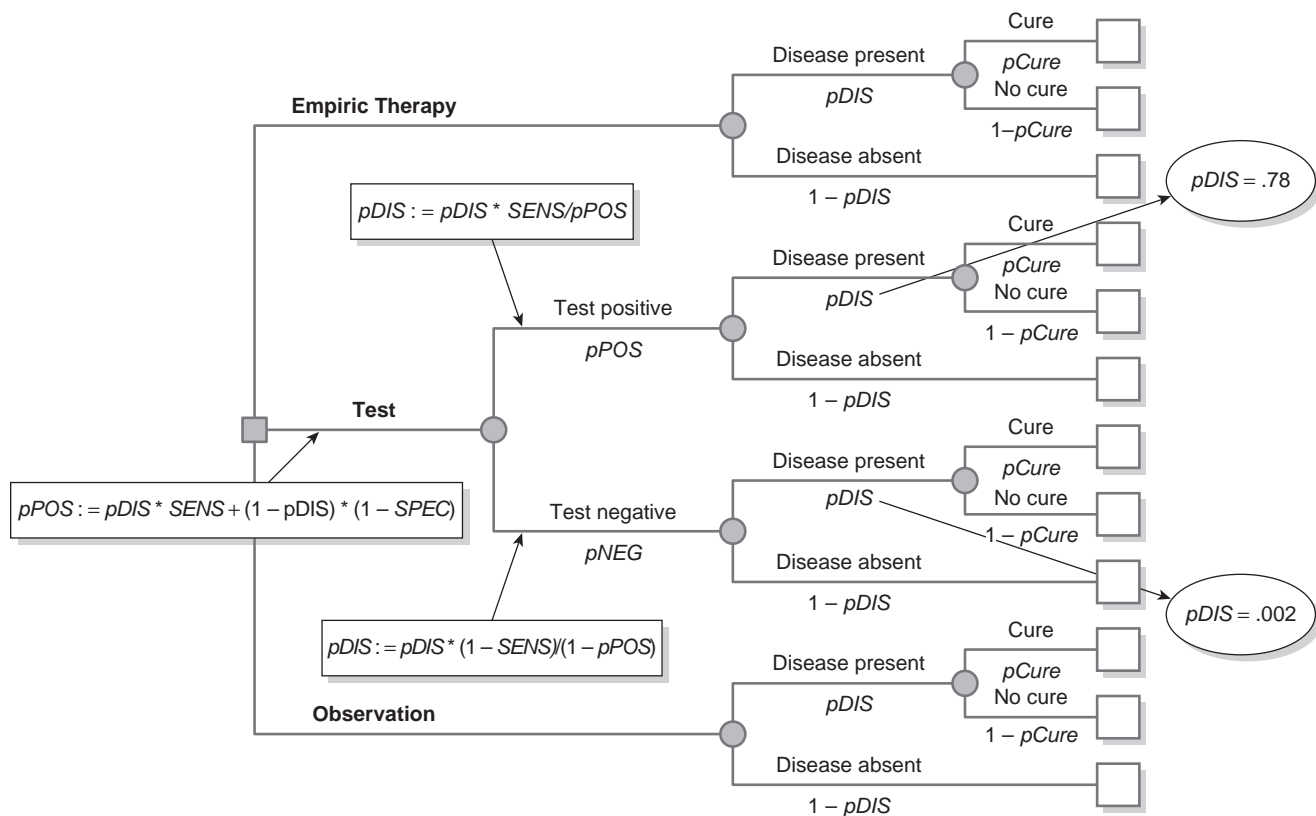 Cure
Disease present
pCure
pDIS
No cure
Empiric Therapy
1–pCure
Disease absent
1 – pDIS
pDIS = .78
pDIS : = pDIS * SENS/pPOS
Cure
Disease present
pCure
pDIS
No cure
Test positive
1 – pCure
pPOS
Disease absent
1 – pDIS
Test
Cure
Disease present
pCure
pDIS
No cure
pPOS : = pDIS * SENS + (1 – pDIS) * (1 – SPEC)
Test negative
1 – pCure
pNEG
Disease absent
1 – pDIS
pDIS = .002
pDIS : = pDIS * (1 – SENS)/(1 – pPOS)
Cure
Disease present
pCure
pDIS
No cure
Observation
1 – pCure
Disease absent
1 – pDIS